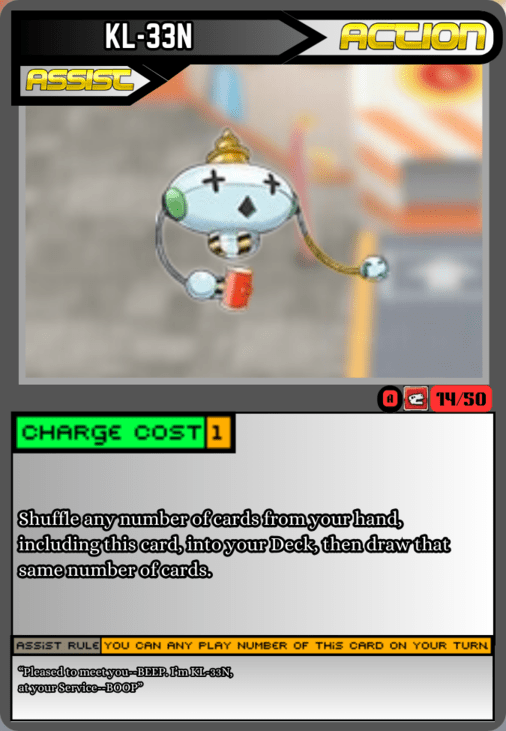 KL-33N
ACTION
ASSIST
A
14/50
CHARGE COST 1
Shuffle any number of cards from your hand,
including this card, into your Deck, then draw that
same number of cards.
ASSIST RULE YOU CAN ANY PLAY NUMBER OF THIS CARD ON YOUR TURN.
“Pleased to meet you--BEEP. I'm KL-33N,
at your Service--BOOP”